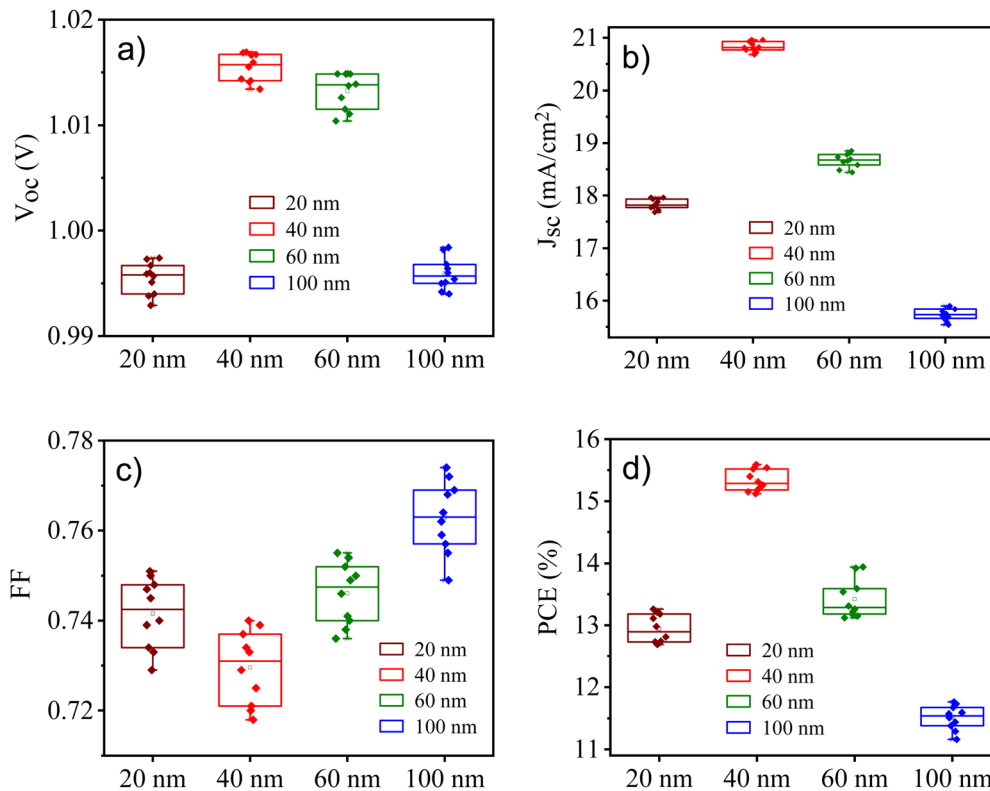 a)
1.02
1.01
1.00
0.99
V_OC (V)
20 nm
40 nm
60 nm
100 nm
20 nm
40 nm
60 nm
100 nm
b)
21
20
19
18
17
16
J_SC (mA/cm²)
20 nm
40 nm
60 nm
100 nm
20 nm
40 nm
60 nm
100 nm
c)
0.78
0.76
0.74
0.72
FF
20 nm
40 nm
60 nm
100 nm
20 nm
40 nm
60 nm
100 nm
d)
16
15
14
13
12
11
PCE (%)
20 nm
40 nm
60 nm
100 nm
20 nm
40 nm
60 nm
100 nm